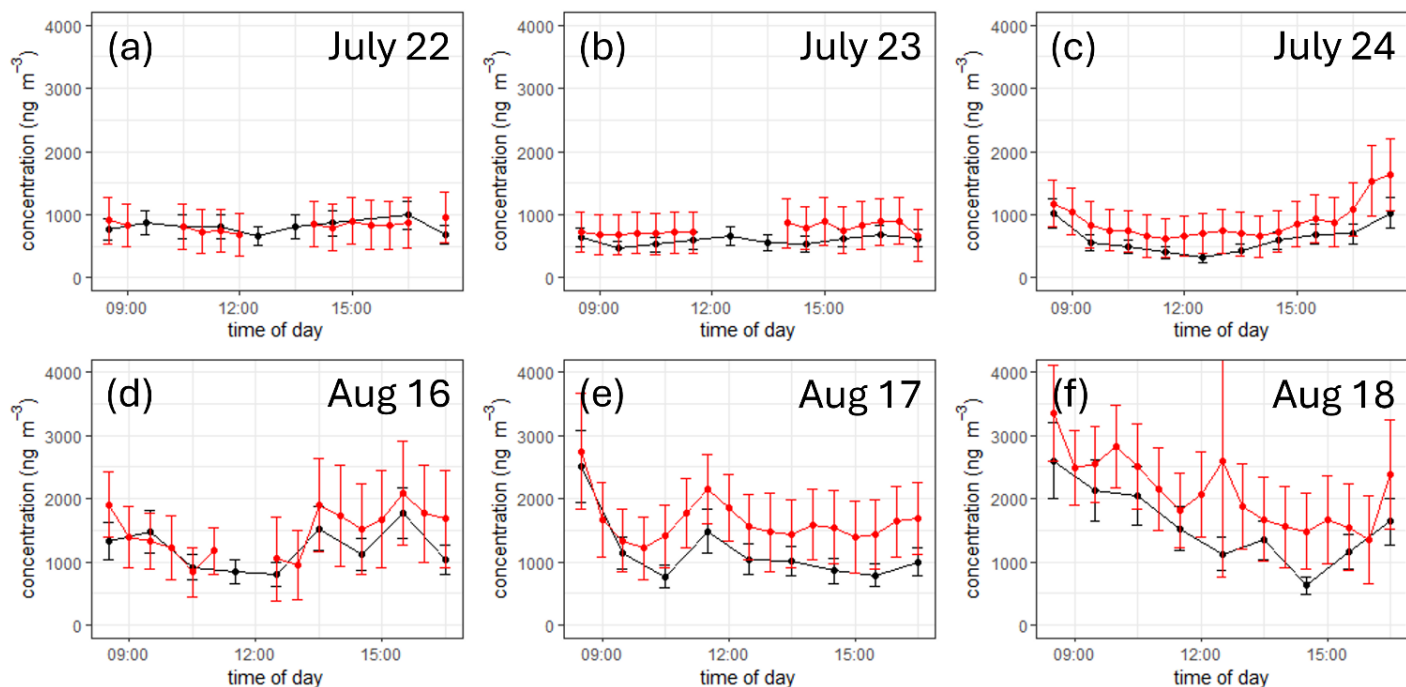 (a) July 22
concentration (ng m⁻³)
4000
3000
2000
1000
0
09:00 12:00 15:00
time of day
(b) July 23
concentration (ng m⁻³)
4000
3000
2000
1000
0
09:00 12:00 15:00
time of day
(c) July 24
concentration (ng m⁻³)
4000
3000
2000
1000
0
09:00 12:00 15:00
time of day
(d) Aug 16
concentration (ng m⁻³)
4000
3000
2000
1000
0
09:00 12:00 15:00
time of day
(e) Aug 17
concentration (ng m⁻³)
4000
3000
2000
1000
0
09:00 12:00 15:00
time of day
(f) Aug 18
concentration (ng m⁻³)
4000
3000
2000
1000
0
09:00 12:00 15:00
time of day